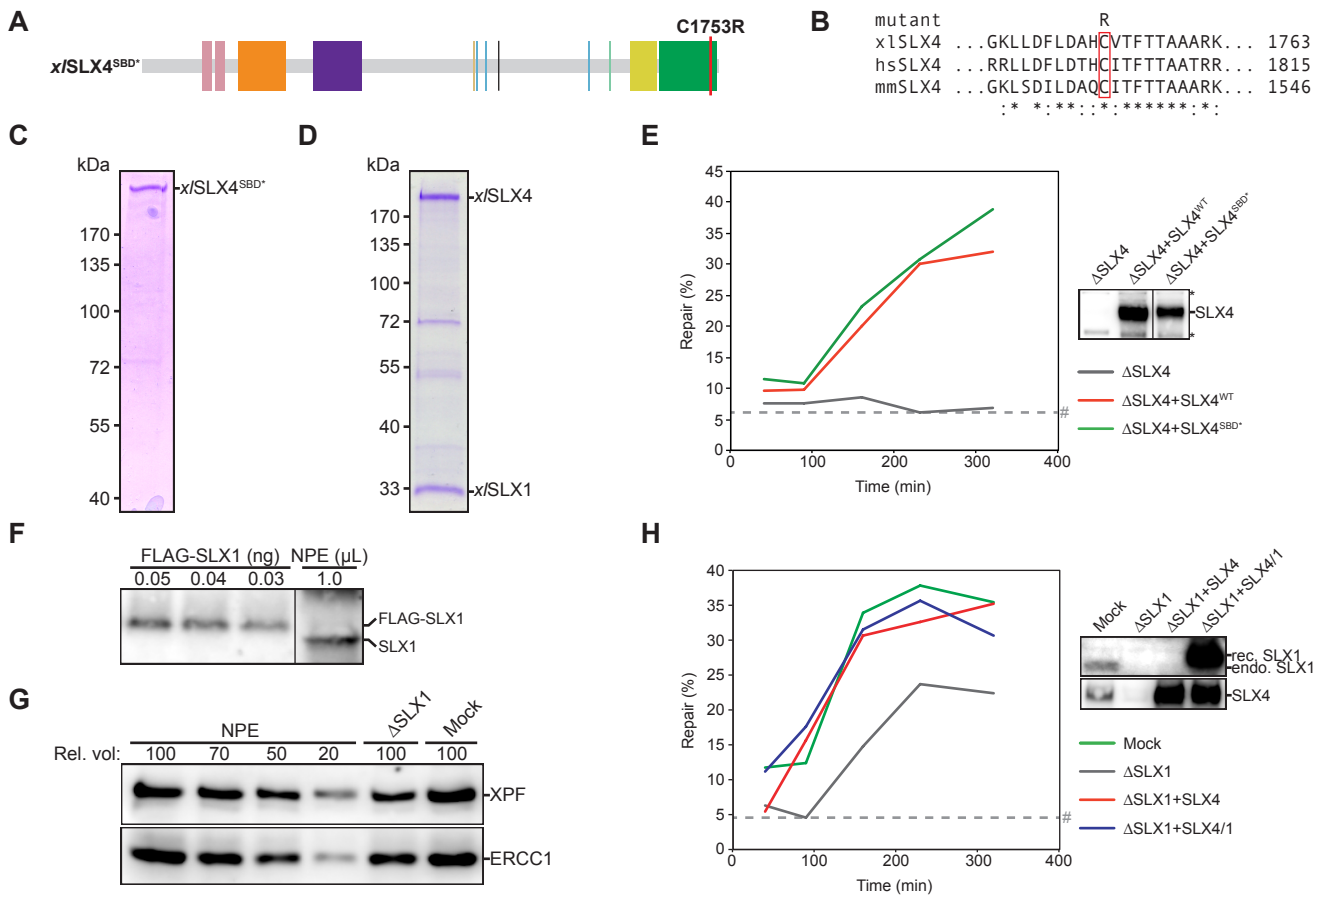 A
C1753R
xlSLX4SBD*
B
mutant R
xlSLX4 ...GKLLDFLDAHCVTFTTAAARK... 1763
hsSLX4 ...RRLLDFLDTHCITFTTAATRR... 1815
mmSLX4 ...GKLSDILDAQCITFTTAAARK... 1546
:* *:**::*:******:*:
C
kDa
xlSLX4SBD*
170
135
100
72
55
40
D
kDa
xlSLX4
170
135
100
72
55
40
33
xlSLX1
E
Repair (%)
45
40
35
30
25
20
15
10
5
0
0 100 200 300 400
Time (min)
#
ΔSLX4
ΔSLX4+SLX4WT
ΔSLX4+SLX4SBD*
*
SLX4
*
ΔSLX4
ΔSLX4+SLX4WT
ΔSLX4+SLX4SBD*
F
FLAG-SLX1 (ng) NPE (µL)
0.05 0.04 0.03 1.0
FLAG-SLX1
SLX1
G
NPE ΔSLX1 Mock
Rel. vol: 100 70 50 20 100 100
XPF
ERCC1
H
Repair (%)
40
35
30
25
20
15
10
5
0
0 100 200 300 400
Time (min)
#
Mock
ΔSLX1
ΔSLX1+SLX4
ΔSLX1+SLX4/1
rec. SLX1
endo. SLX1
SLX4
Mock
ΔSLX1
ΔSLX1+SLX4
ΔSLX1+SLX4/1